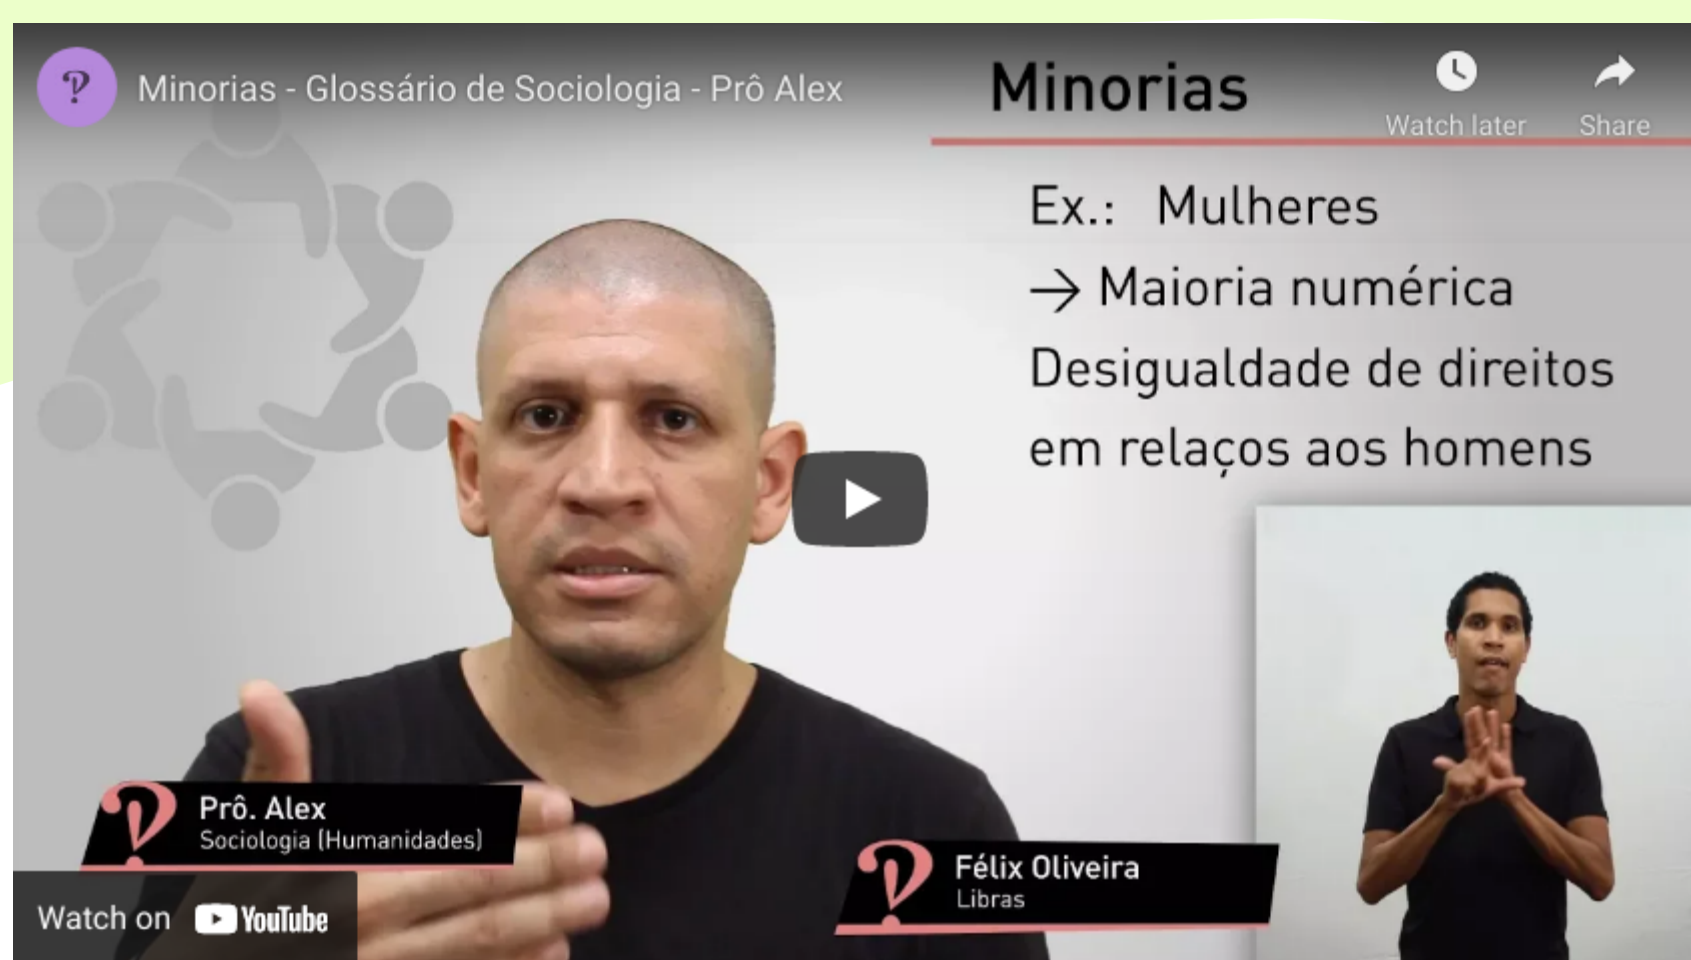 Minorias - Glossário de Sociologia - Prô Alex
Minorias
Watch later
Share
Ex.: Mulheres
→ Maioria numérica
Desigualdade de direitos
em relaços aos homens
Prô. Alex
Sociologia (Humanidades)
Félix Oliveira
Libras
Watch on YouTube